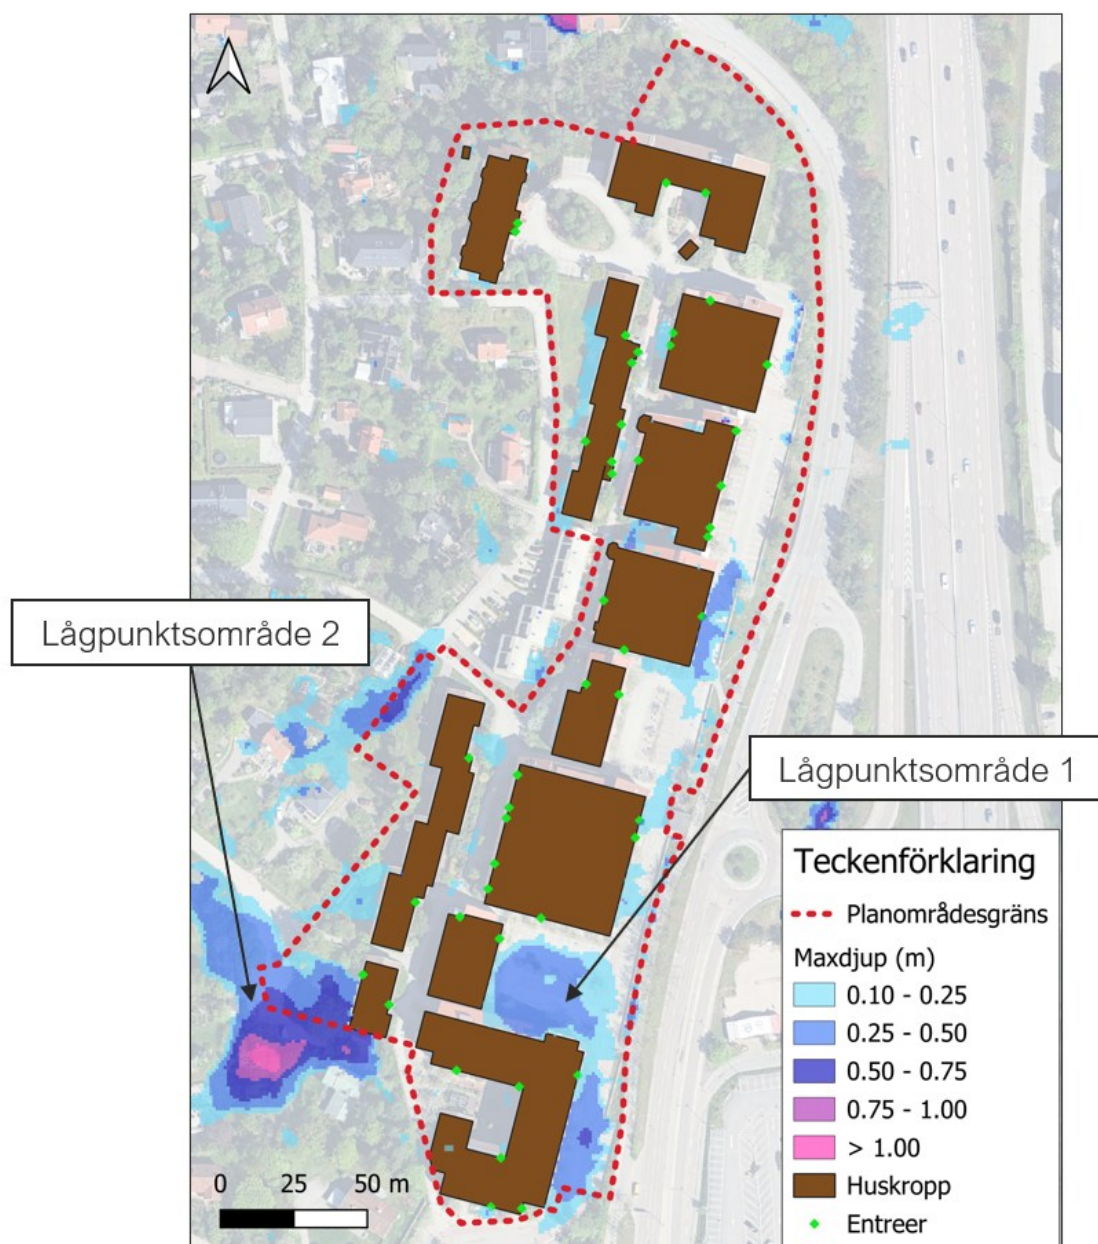 Lågpunktsområde 2
Lågpunktsområde 1
Teckenförklaring
Planområdesgräns
Maxdjup (m)
0.10 - 0.25
0.25 - 0.50
0.50 - 0.75
0.75 - 1.00
> 1.00
Huskropp
Entreer
0 25 50 m